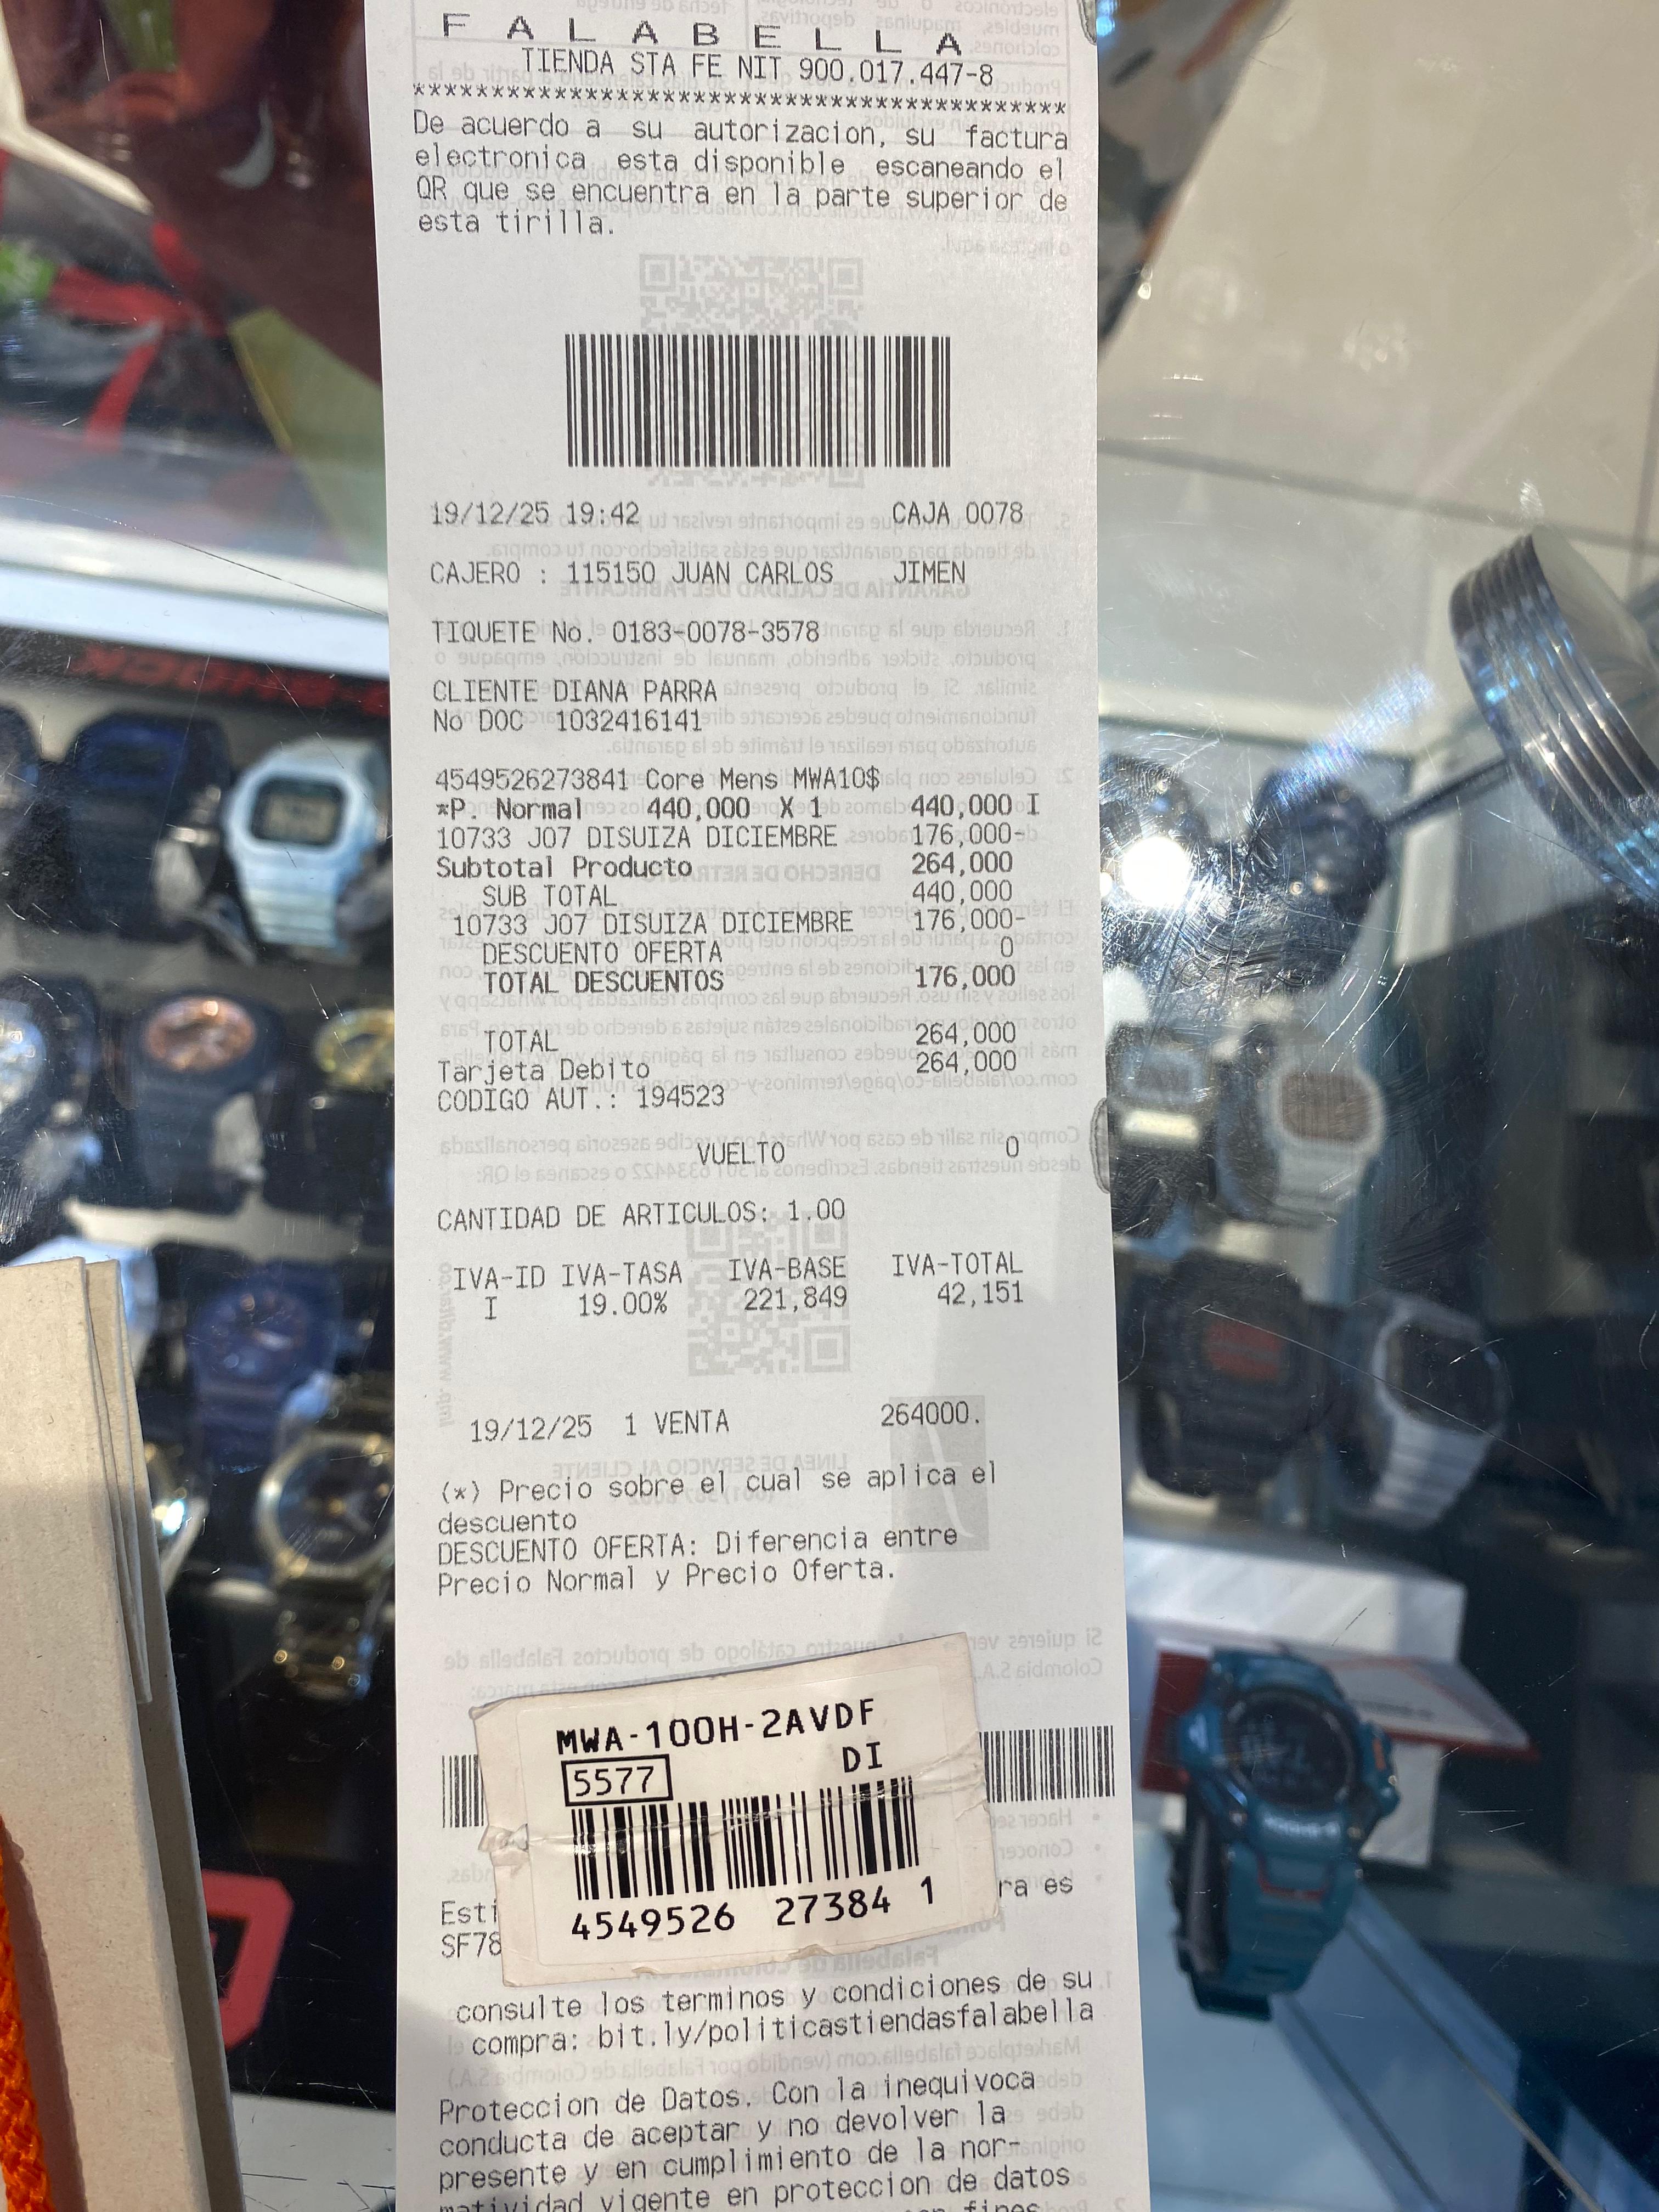 F A L A B E L L A
TIENDA STA FE NIT 900.017.447-8
*******************************************
De acuerdo a su autorizacion, su factura
electronica esta disponible escaneando el
QR que se encuentra en la parte superior de
esta tirilla.
19/12/25 19:42 CAJA 0078
CAJERO : 115150 JUAN CARLOS JIMEN
TIQUETE No. 0183-0078-3578
CLIENTE DIANA PARRA
No DOC 1032416141
4549526273841 Core Mens MWA10$
*P. Normal 440,000 X 1 440,000 I
10733 J07 DISUIZA DICIEMBRE 176,000-
Subtotal Producto 264,000
SUB TOTAL 440,000
10733 J07 DISUIZA DICIEMBRE 176,000-
DESCUENTO OFERTA 0
TOTAL DESCUENTOS 176,000
TOTAL 264,000
Tarjeta Debito 264,000
CODIGO AUT.: 194523
VUELTO 0
CANTIDAD DE ARTICULOS: 1.00
IVA-ID IVA-TASA IVA-BASE IVA-TOTAL
I 19.00% 221,849 42,151
19/12/25 1 VENTA 264000.
(*) Precio sobre el cual se aplica el
descuento
DESCUENTO OFERTA: Diferencia entre
Precio Normal y Precio Oferta.
MWA-100H-2AVDF
DI
5577
4549526 27384 1
Esti ra es
SF78
consulte los terminos y condiciones de su
compra: bit.ly/politicastiendasfalabella
Proteccion de Datos. Con la inequivoca
conducta de aceptar y no devolver la
presente y en cumplimiento de la nor-
matividad vigente en proteccion de datos
fines